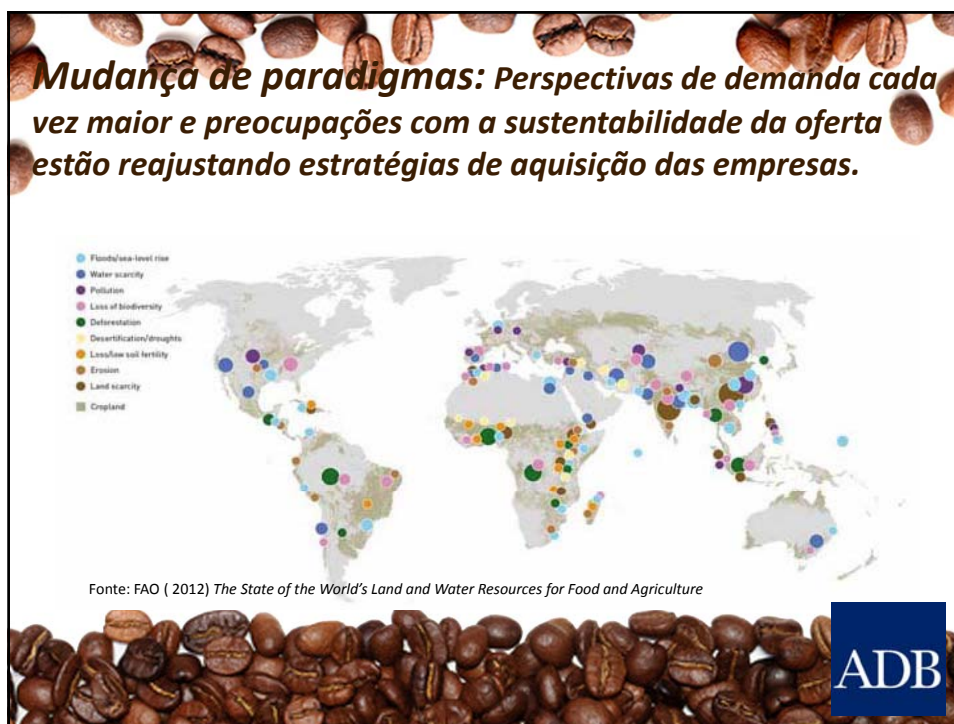 Mudança de paradigmas: Perspectivas de demanda cada
vez maior e preocupações com a sustentabilidade da oferta
estão reajustando estratégias de aquisição das empresas.
Floods/sea-level rise
Water scarcity
Pollution
Loss of biodiversity
Deforestation
Desertification/droughts
Loss/low soil fertility
Erosion
Land scarcity
Cropland
Fonte: FAO ( 2012) The State of the World's Land and Water Resources for Food and Agriculture
ADB